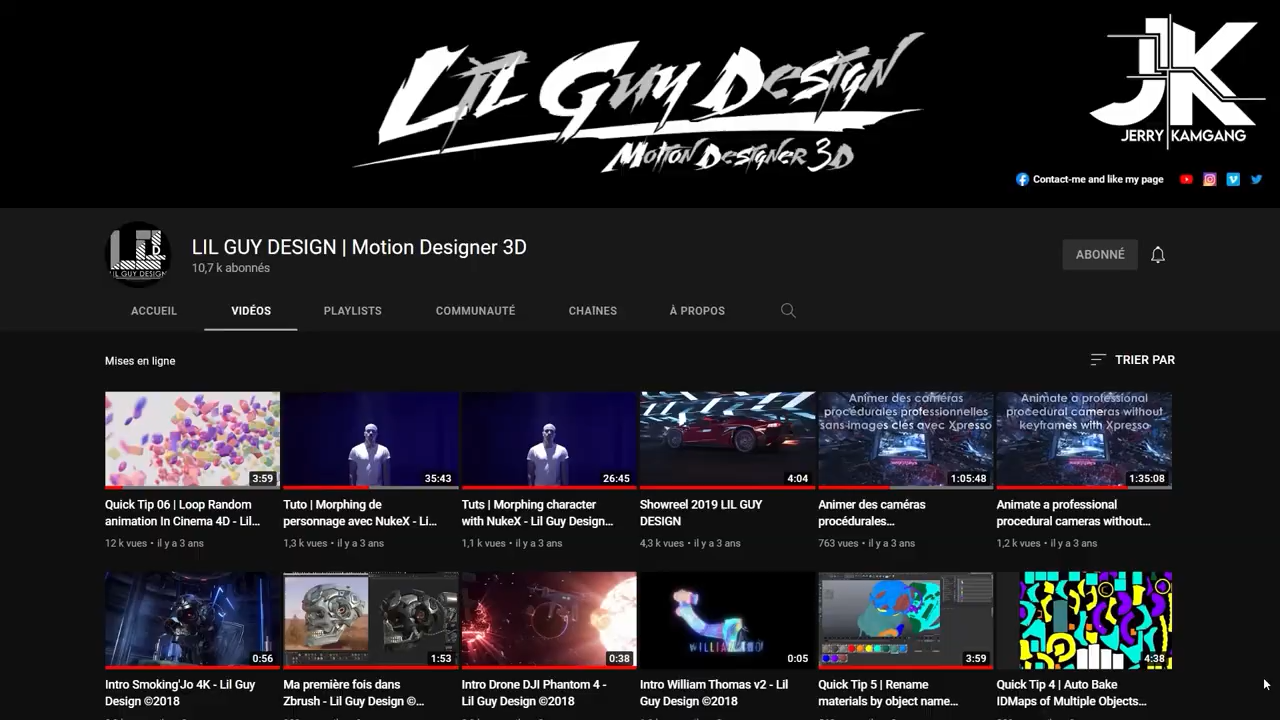 LIL GUY DESIGN
MOTION DESIGNER 3D
JK
JERRY KAMGANG
Contact-me and like my page
LIL GUY DESIGN
LIL GUY DESIGN | Motion Designer 3D
10,7 k abonnés
ABONNÉ
ACCUEIL VIDÉOS PLAYLISTS COMMUNAUTÉ CHAÎNES À PROPOS
Mises en ligne
TRIER PAR
Animer des caméras
procédurales professionnelles
sans images clés avec Xpresso
Animate a professional
procedural cameras without
keyframes with Xpresso
3:59 35:43 26:45 4:04 1:05:48 1:35:08
Quick Tip 06 | Loop Random
animation In Cinema 4D - Lil...
12 k vues • il y a 3 ans
Tuto | Morphing de
personnage avec NukeX - Li...
1,3 k vues • il y a 3 ans
Tuts | Morphing character
with NukeX - Lil Guy Design...
1,1 k vues • il y a 3 ans
Showreel 2019 LIL GUY
DESIGN
4,3 k vues • il y a 3 ans
Animer des caméras
procédurales...
763 vues • il y a 3 ans
Animate a professional
procedural cameras without...
1,2 k vues • il y a 3 ans
0:56 1:53 0:38 0:05 3:59 4:38
Intro Smoking'Jo 4K - Lil Guy
Design ©2018
Ma première fois dans
Zbrush - Lil Guy Design ©...
Intro Drone DJI Phantom 4 -
Lil Guy Design ©2018
Intro William Thomas v2 - Lil
Guy Design ©2018
Quick Tip 5 | Rename
materials by object name...
Quick Tip 4 | Auto Bake
IDMaps of Multiple Objects...